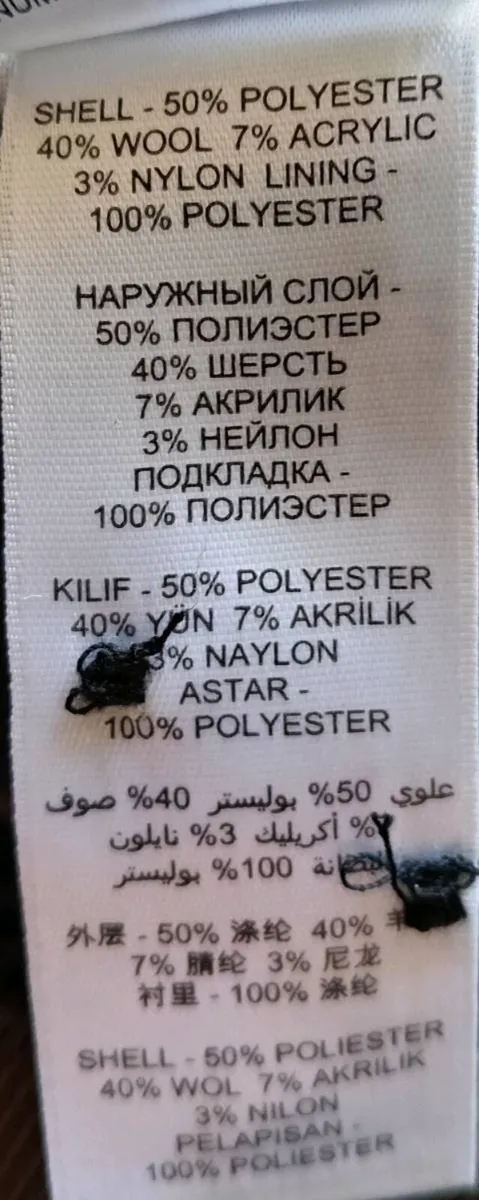 SHELL - 50% POLYESTER
40% WOOL 7% ACRYLIC
3% NYLON LINING -
100% POLYESTER
НАРУЖНЫЙ СЛОЙ -
50% ПОЛИЭСТЕР
40% ШЕРСТЬ
7% АКРИЛИК
3% НЕЙЛОН
ПОДКЛАДКА -
100% ПОЛИЭСТЕР
KILIF - 50% POLYESTER
40% YÜN 7% AKRİLİK
3% NAYLON
ASTAR -
100% POLYESTER
علوي 50% بوليستر 40% صوف
% أكريليك 3% نايلون
100% بوليستر
外层 - 50% 涤纶 40%
7%腈纶 3% 尼龙
衬里 - 100% 涤纶
SHELL - 50% POLIESTER
40% WOL 7% AKRILIK
3% NILON
PELAPISAN -
100% POLIESTER